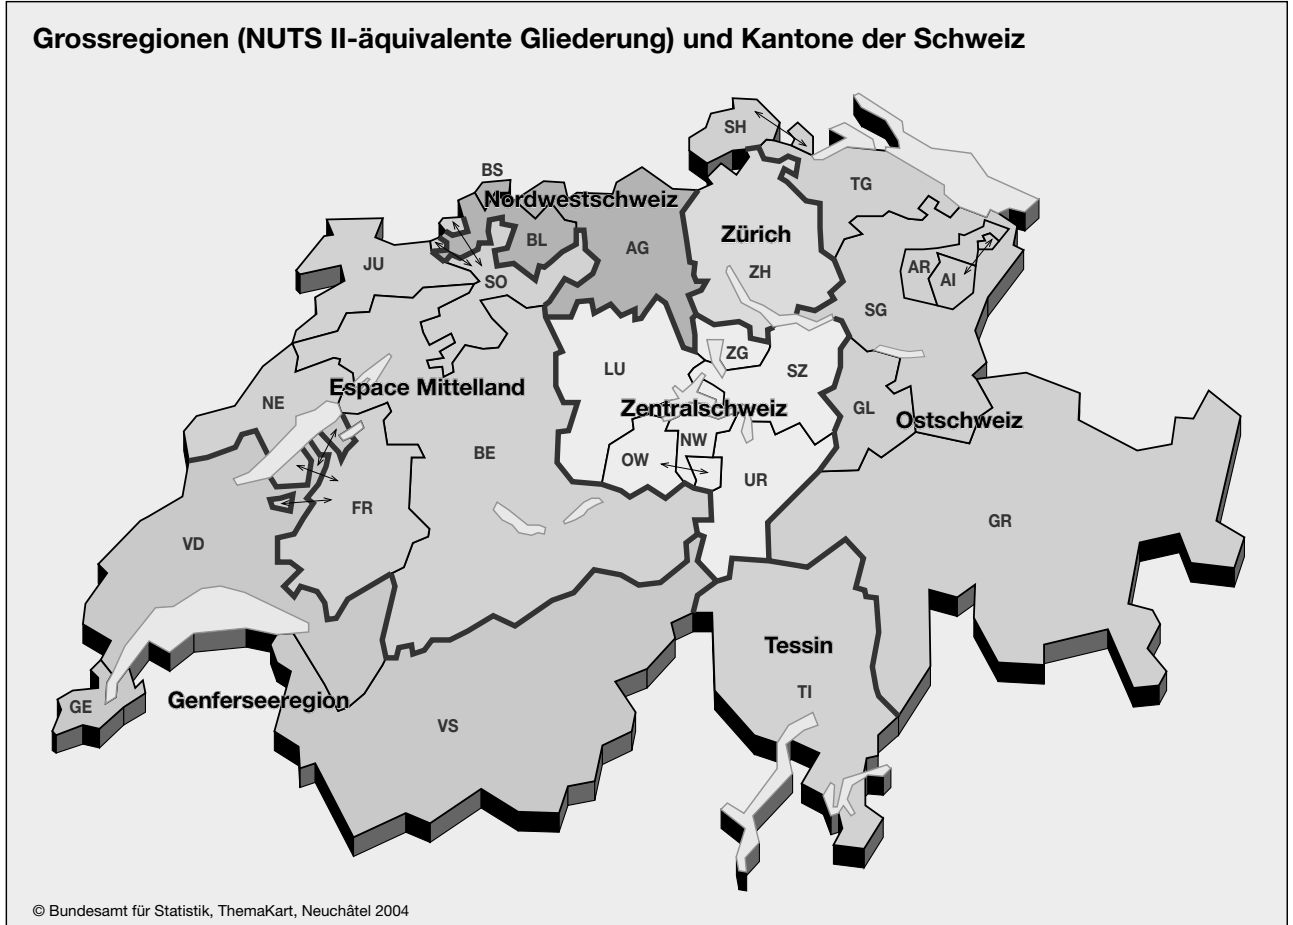 Grossregionen (NUTS II-äquivalente Gliederung) und Kantone der Schweiz
SH
BS
TG
Nordwestschweiz
Zürich
BL
AG
JU
ZH
AR
AI
SO
SG
ZG
LU
SZ
Espace Mittelland
NE
Zentralschweiz
GL
Ostschweiz
NW
BE
OW
UR
FR
GR
VD
Tessin
TI
GE
Genferseeregion
VS
© Bundesamt für Statistik, ThemaKart, Neuchâtel 2004